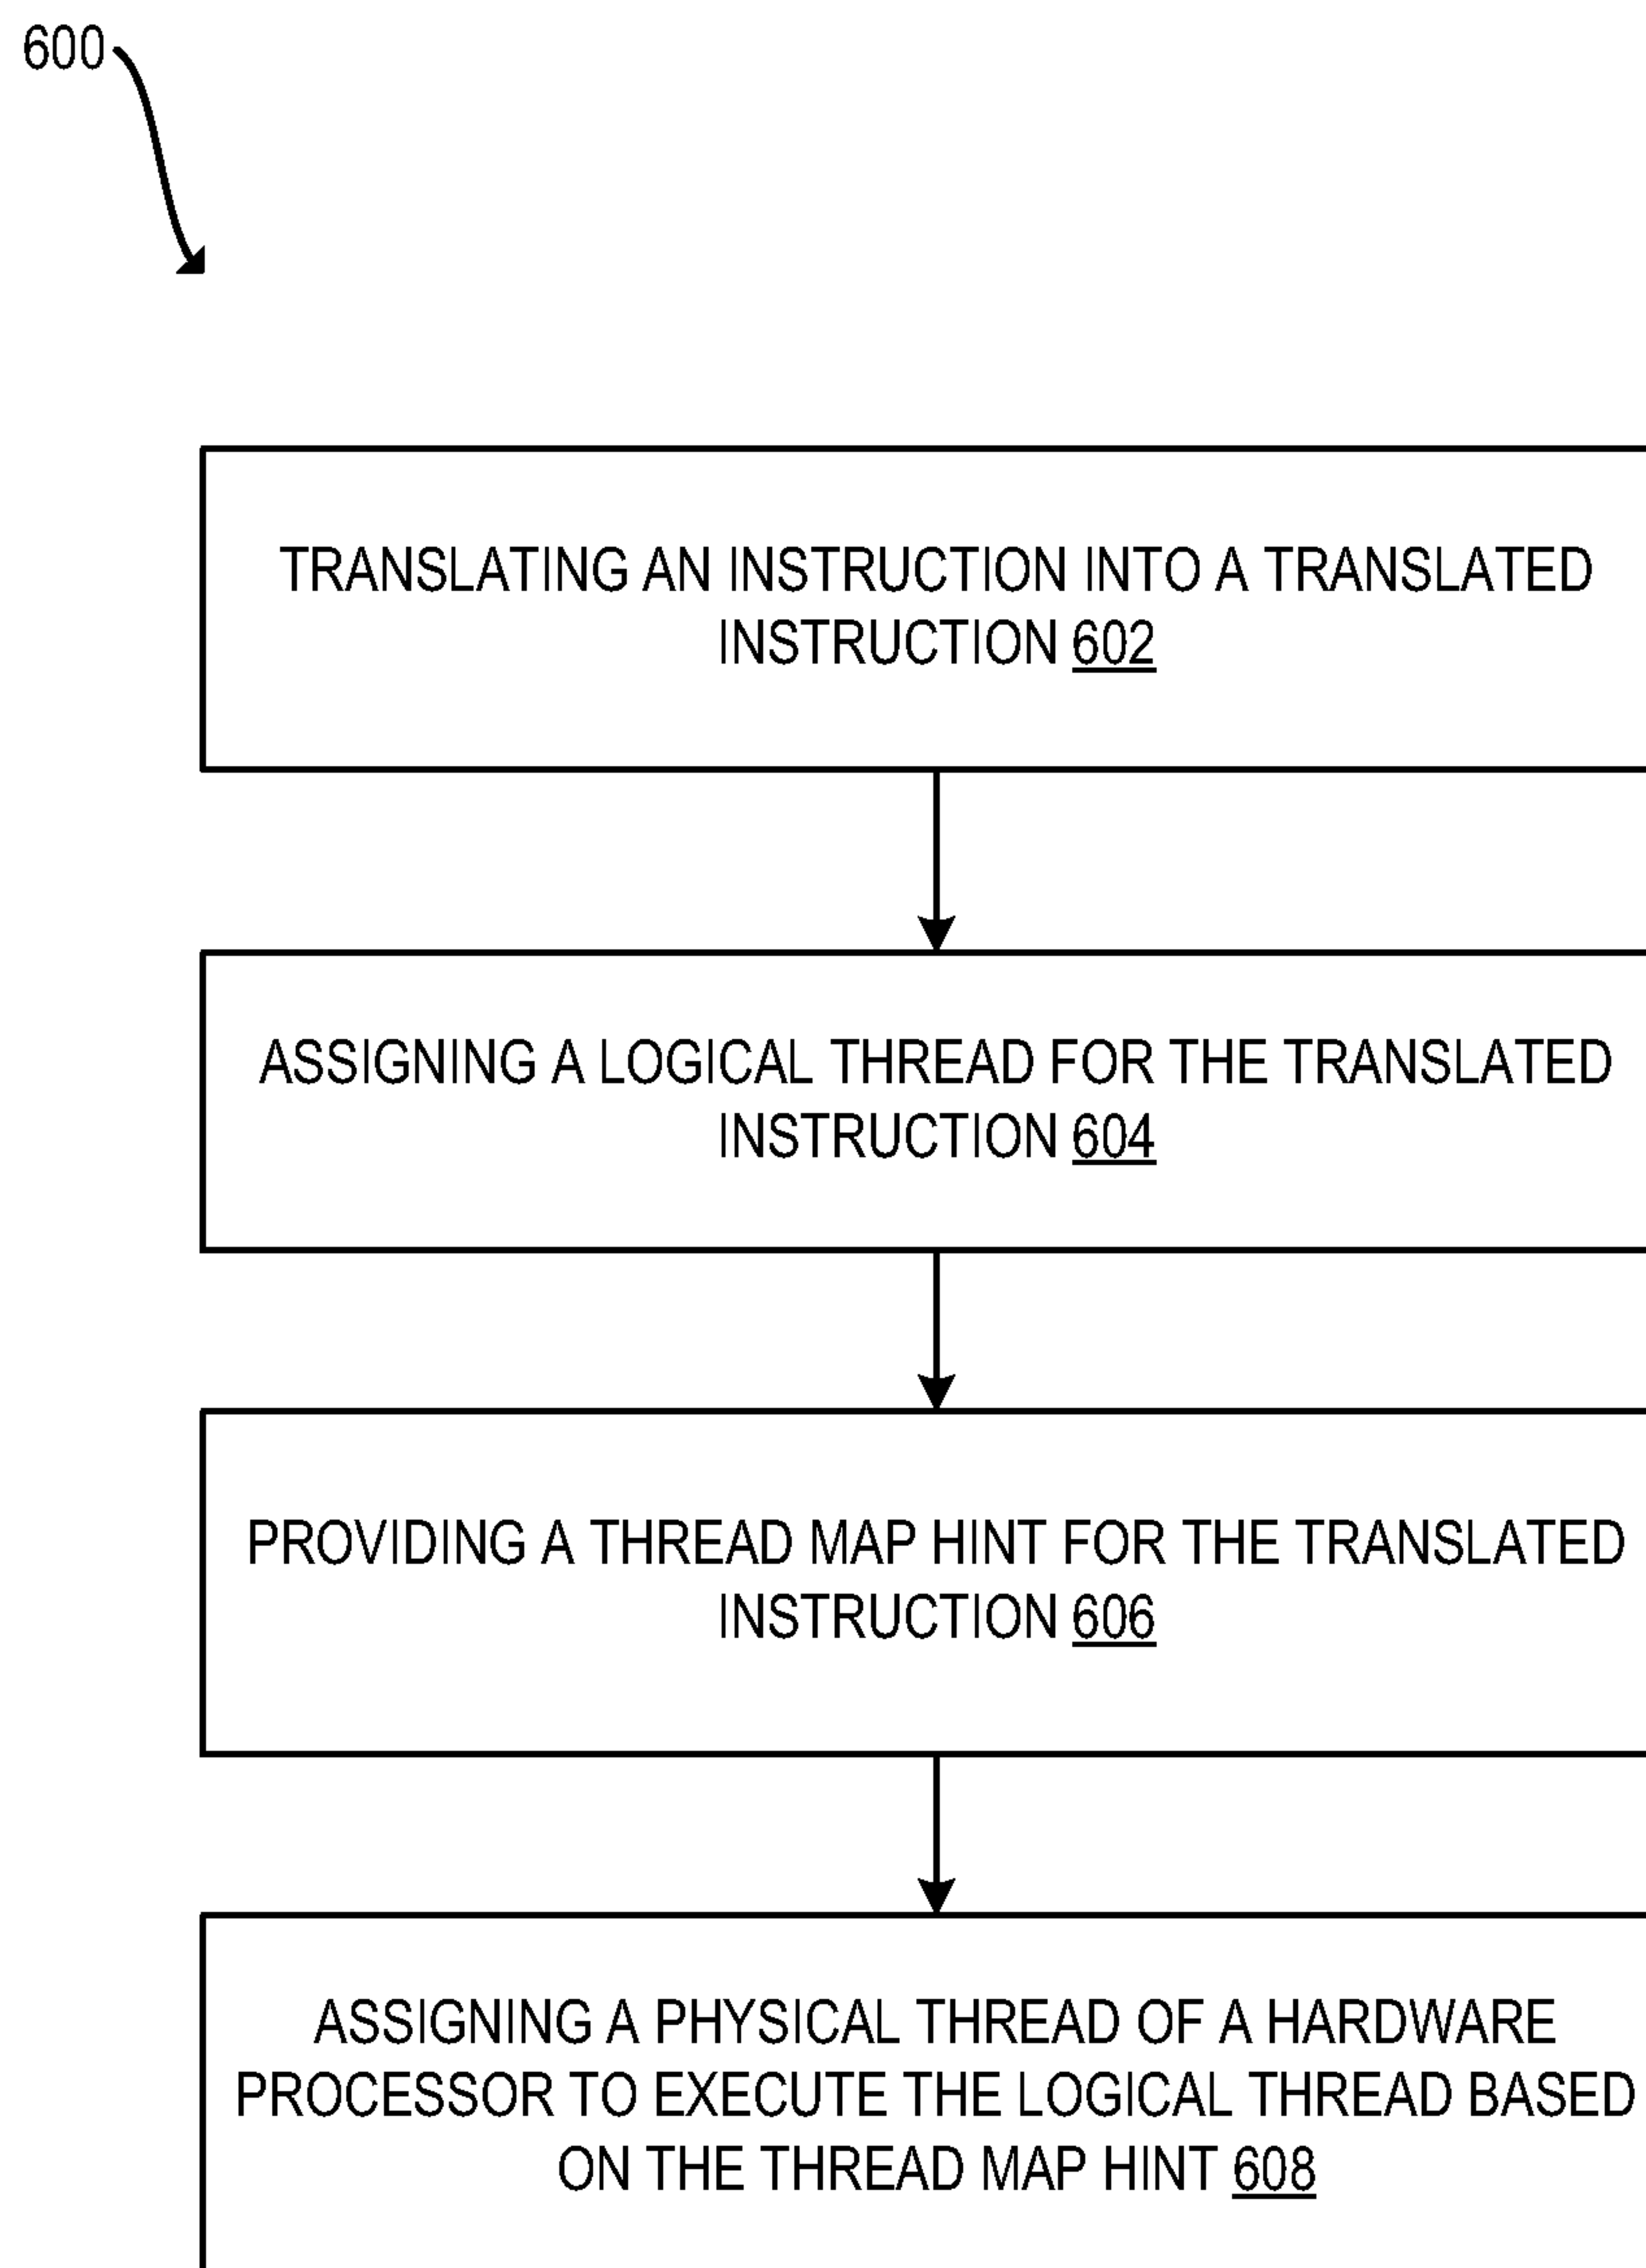 600
TRANSLATING AN INSTRUCTION INTO A TRANSLATED
INSTRUCTION 602
ASSIGNING A LOGICAL THREAD FOR THE TRANSLATED
INSTRUCTION 604
PROVIDING A THREAD MAP HINT FOR THE TRANSLATED
INSTRUCTION 606
ASSIGNING A PHYSICAL THREAD OF A HARDWARE
PROCESSOR TO EXECUTE THE LOGICAL THREAD BASED
ON THE THREAD MAP HINT 608